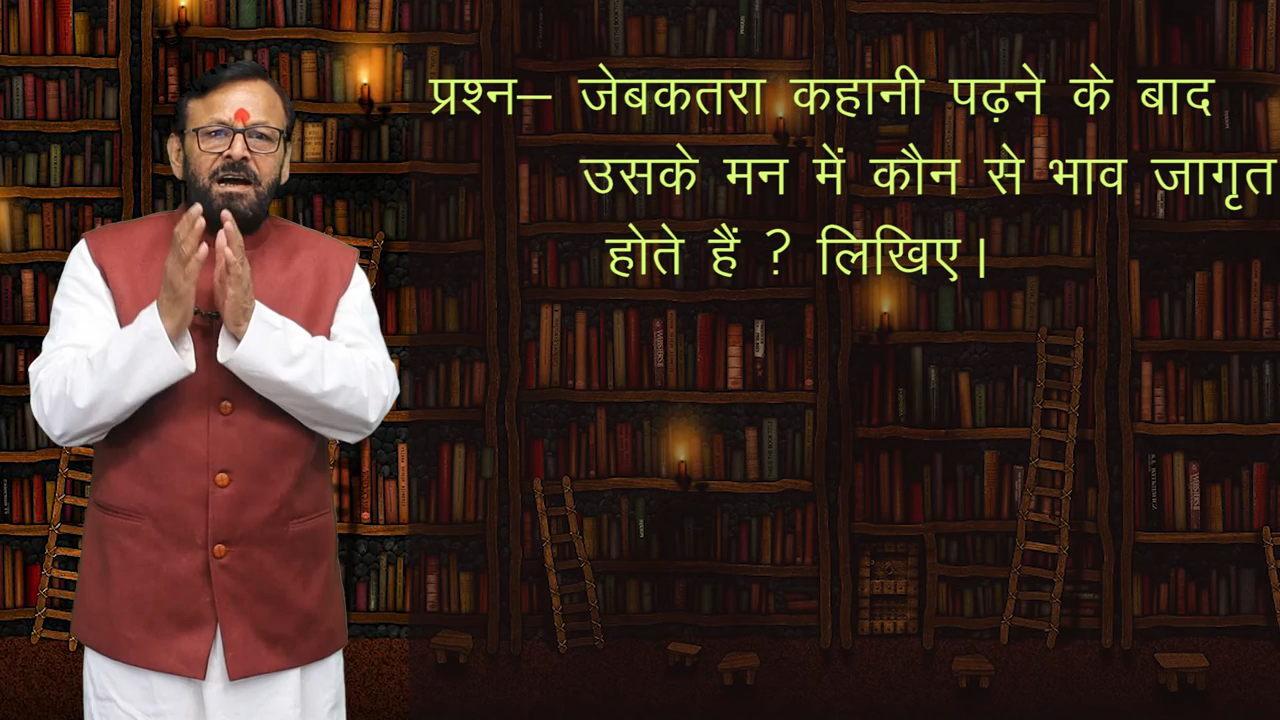 प्रश्न– जेबकतरा कहानी पढ़ने के बाद
उसके मन में कौन से भाव जागृत
होते हैं ? लिखिए।